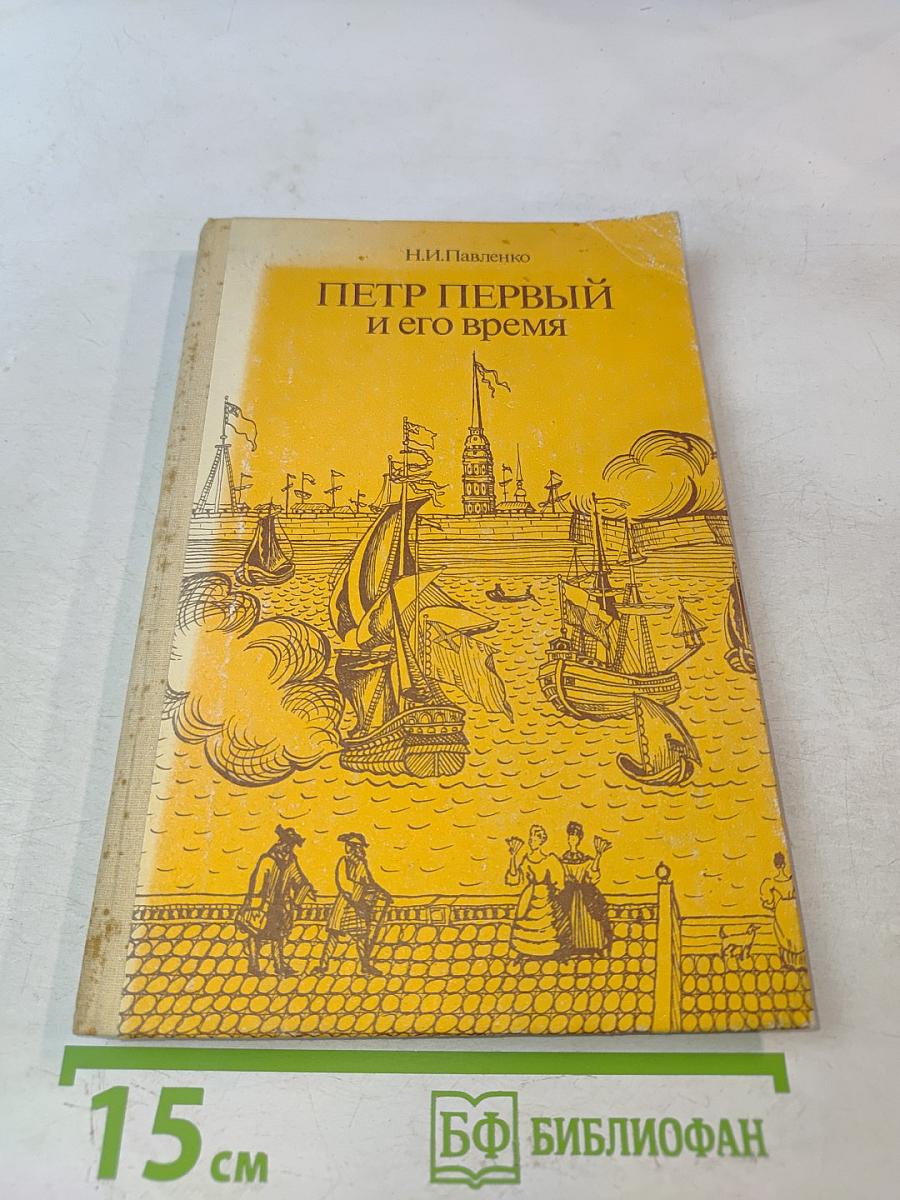 Н.И.Павленко
ПЕТР ПЕРВЫЙ
и его время
15 см
БФ БИБЛИОФАН